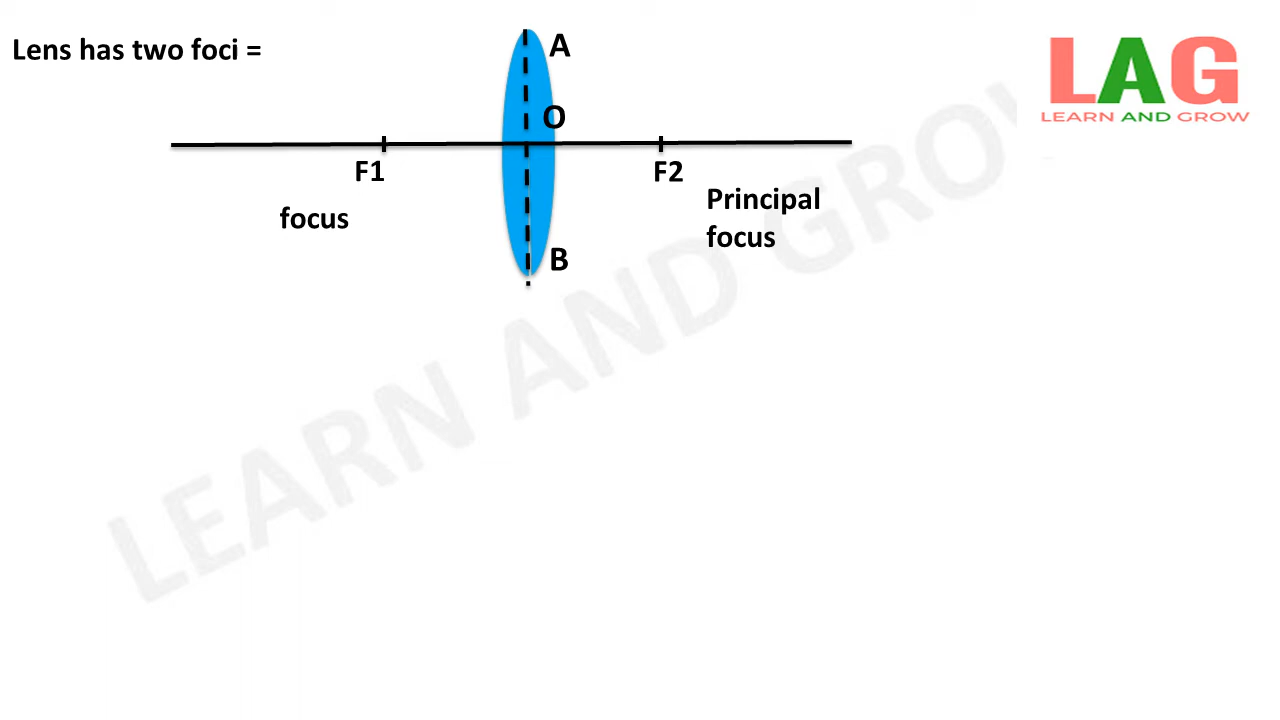 Lens has two foci =
A
O
F1
F2
focus
Principal
focus
B
LAG
LEARN AND GROW
LEARN AND GROW